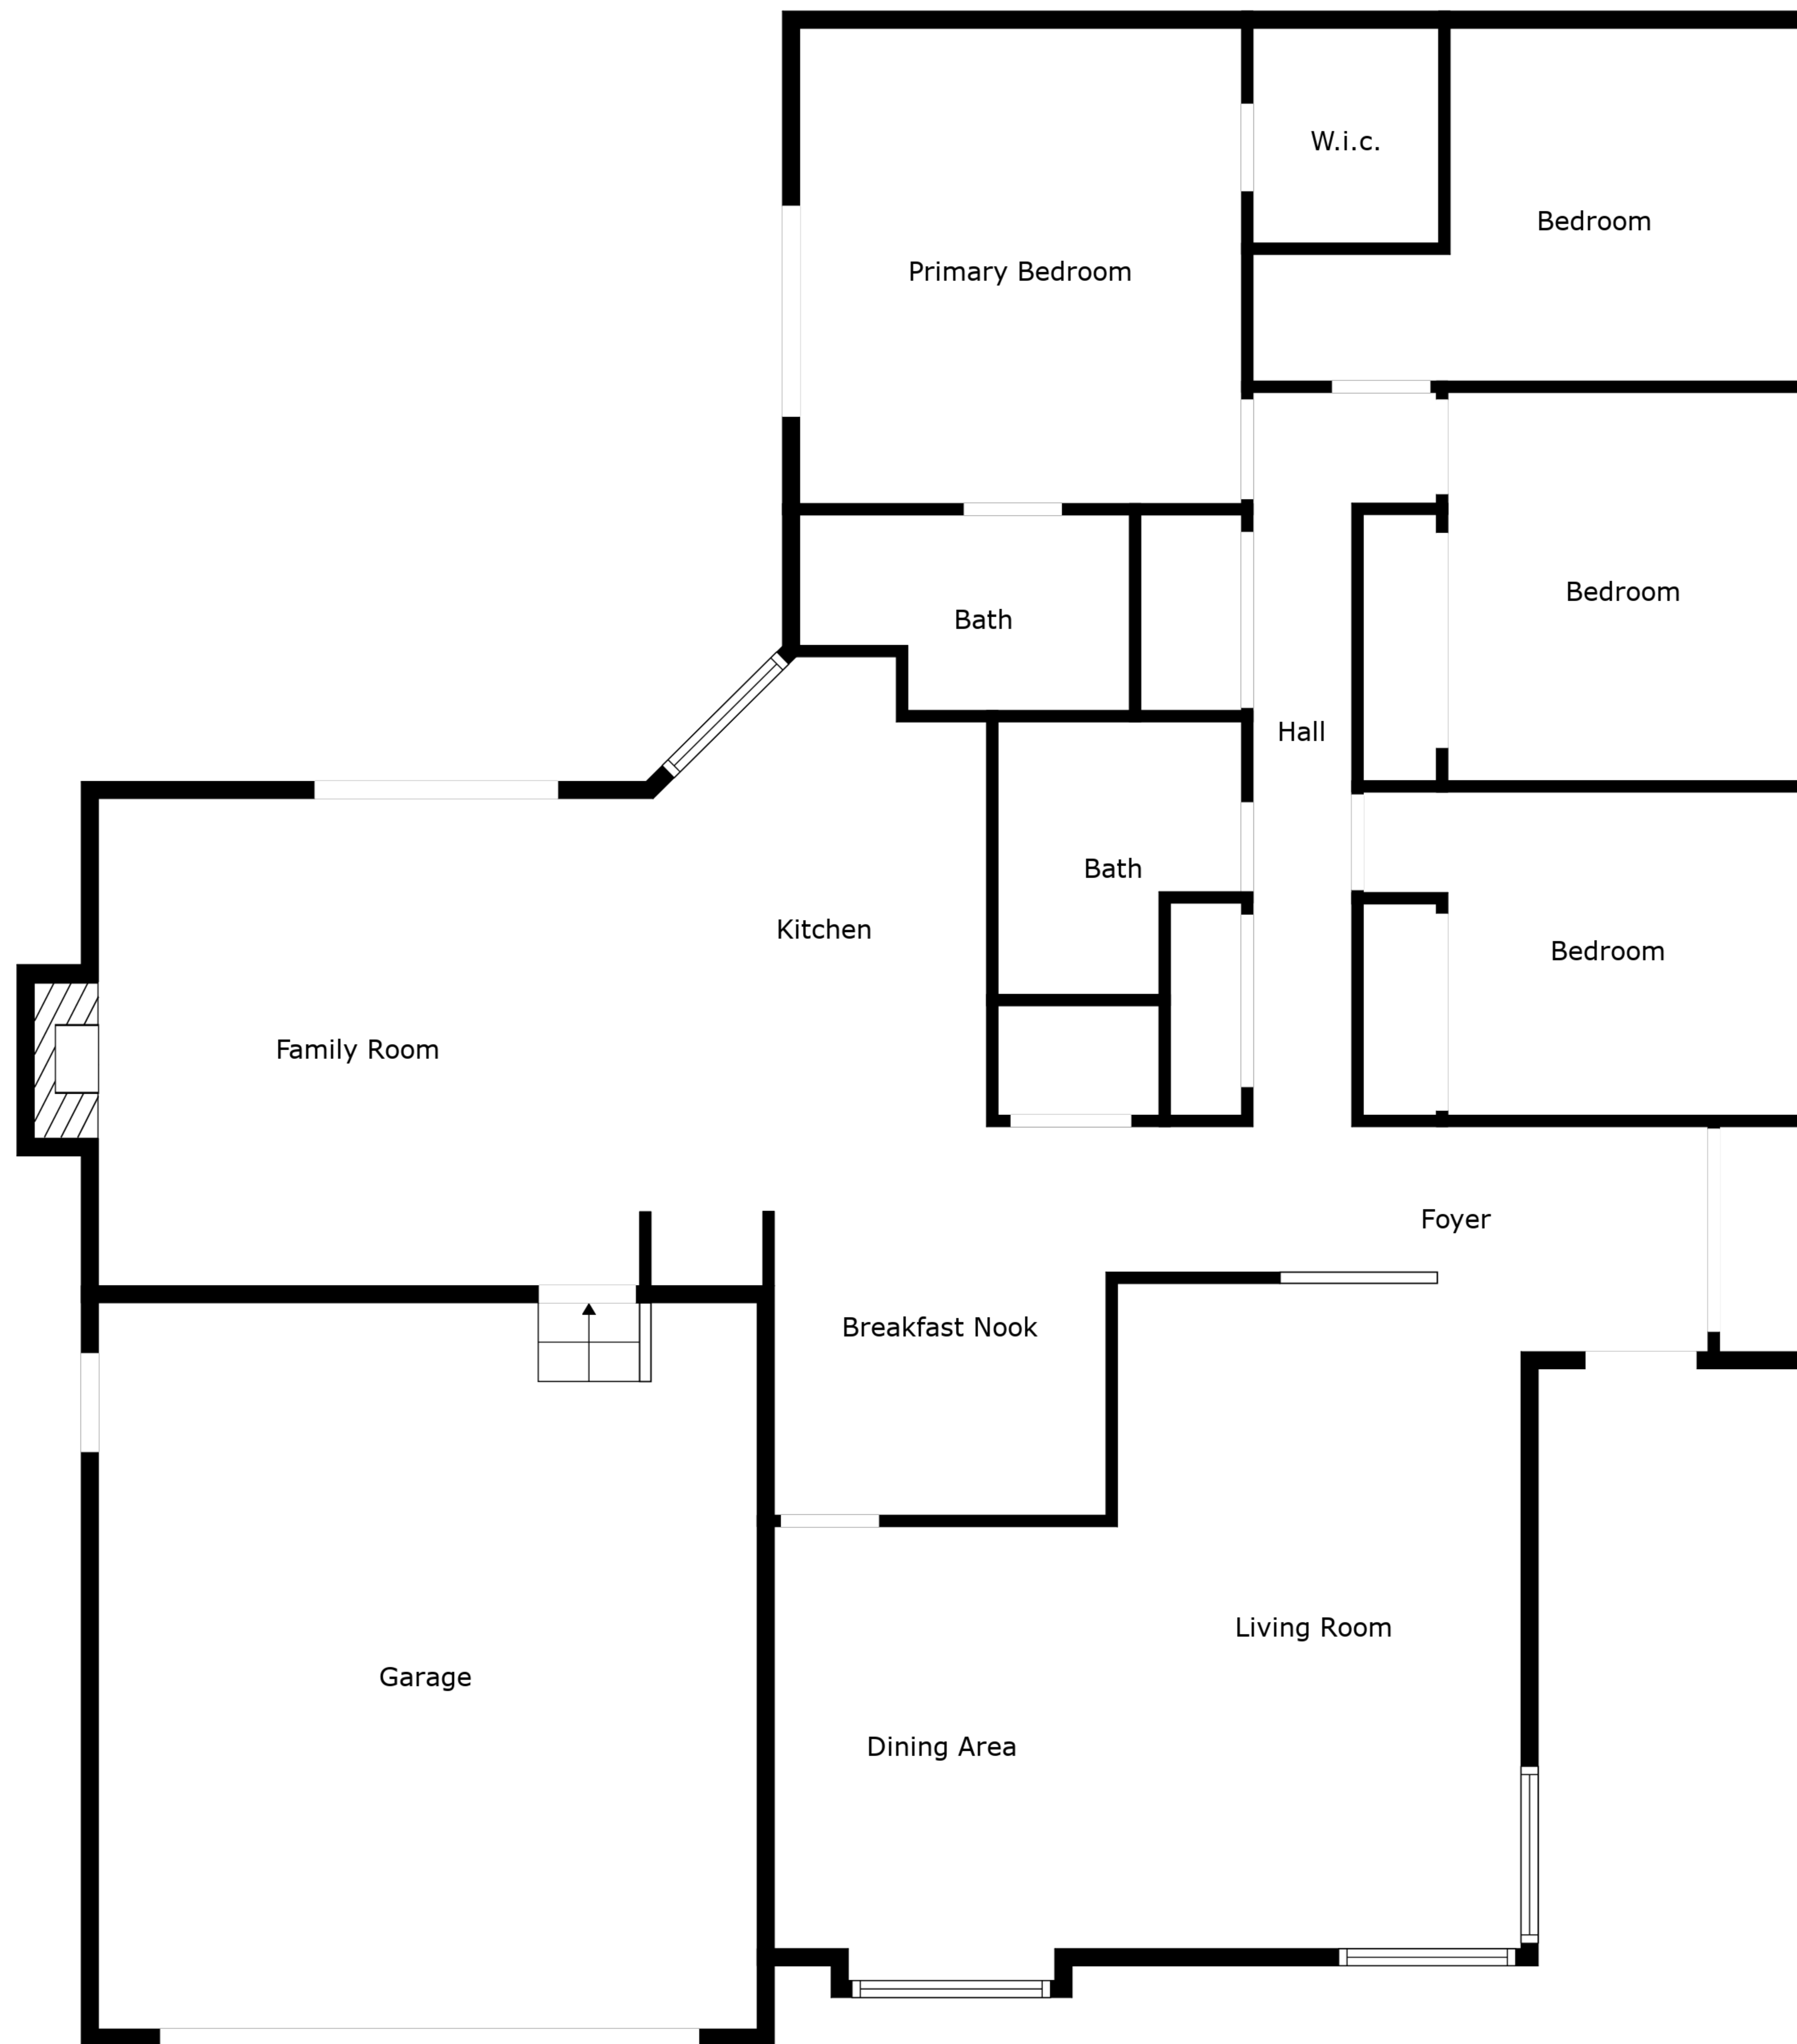 W.i.c.
Bedroom
Primary Bedroom
Bedroom
Bath
Hall
Bath
Kitchen
Bedroom
Family Room
Foyer
Breakfast Nook
Living Room
Garage
Dining Area